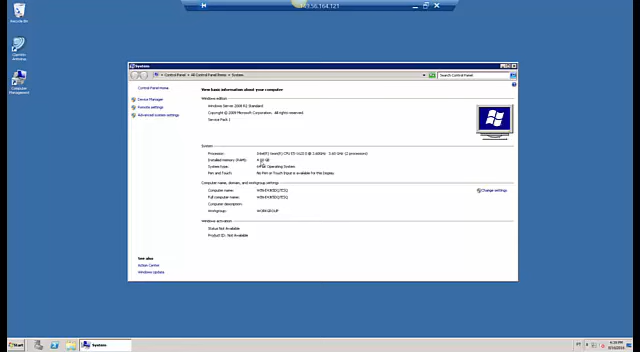 Recycle Bin
Computer Management
System
Control Panel
All Control Panel Items
System
Search Control Panel
Control Panel Home
Device Manager
Remote settings
Advanced system settings
View basic information about your computer
Windows edition
Windows Server 2008 R2 Standard
Copyright © 2009 Microsoft Corporation. All rights reserved.
Service Pack 1
System
Processor:
Installed Memory (RAM):
System type:
Operating System
Pen and Touch:
No Pen or Touch Input is available for this Display
Computer name, domain, and workgroup settings
Computer name:
Change settings
Full computer name:
Computer description:
Workgroup:
WORKGROUP
Windows activation
Status Not Available
Product ID: Not Available
See also
Action Center
Windows Update
Start
System